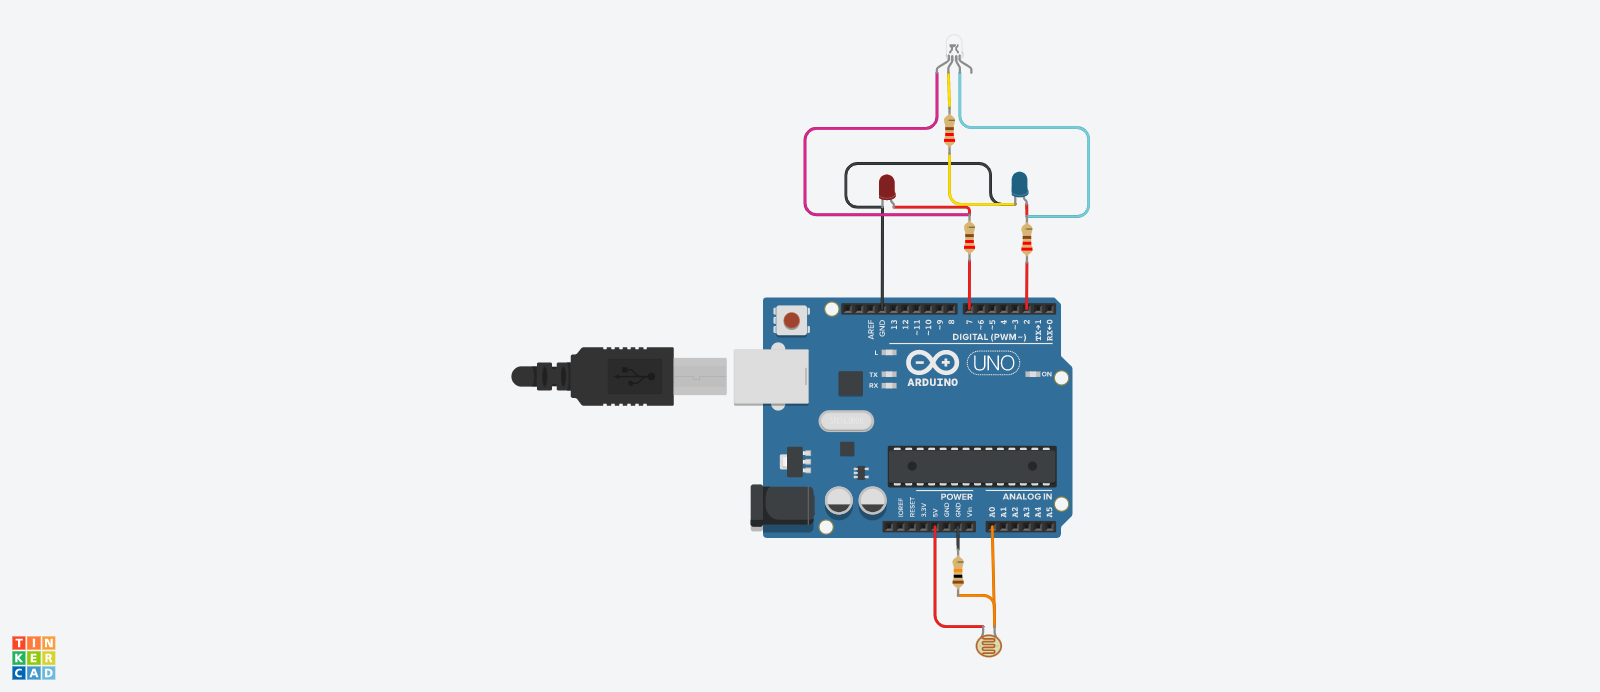 AREF
GND
13
12
~11
~10
~9
8
7
~6
~5
4
~3
2
TX→1
RX←0
DIGITAL (PWM~)
L
TX
RX
ARDUINO
UNO
ON
POWER
ANALOG IN
IOREF
RESET
3.3V
5V
GND
GND
Vin
A0
A1
A2
A3
A4
A5
TIN
KER
CAD